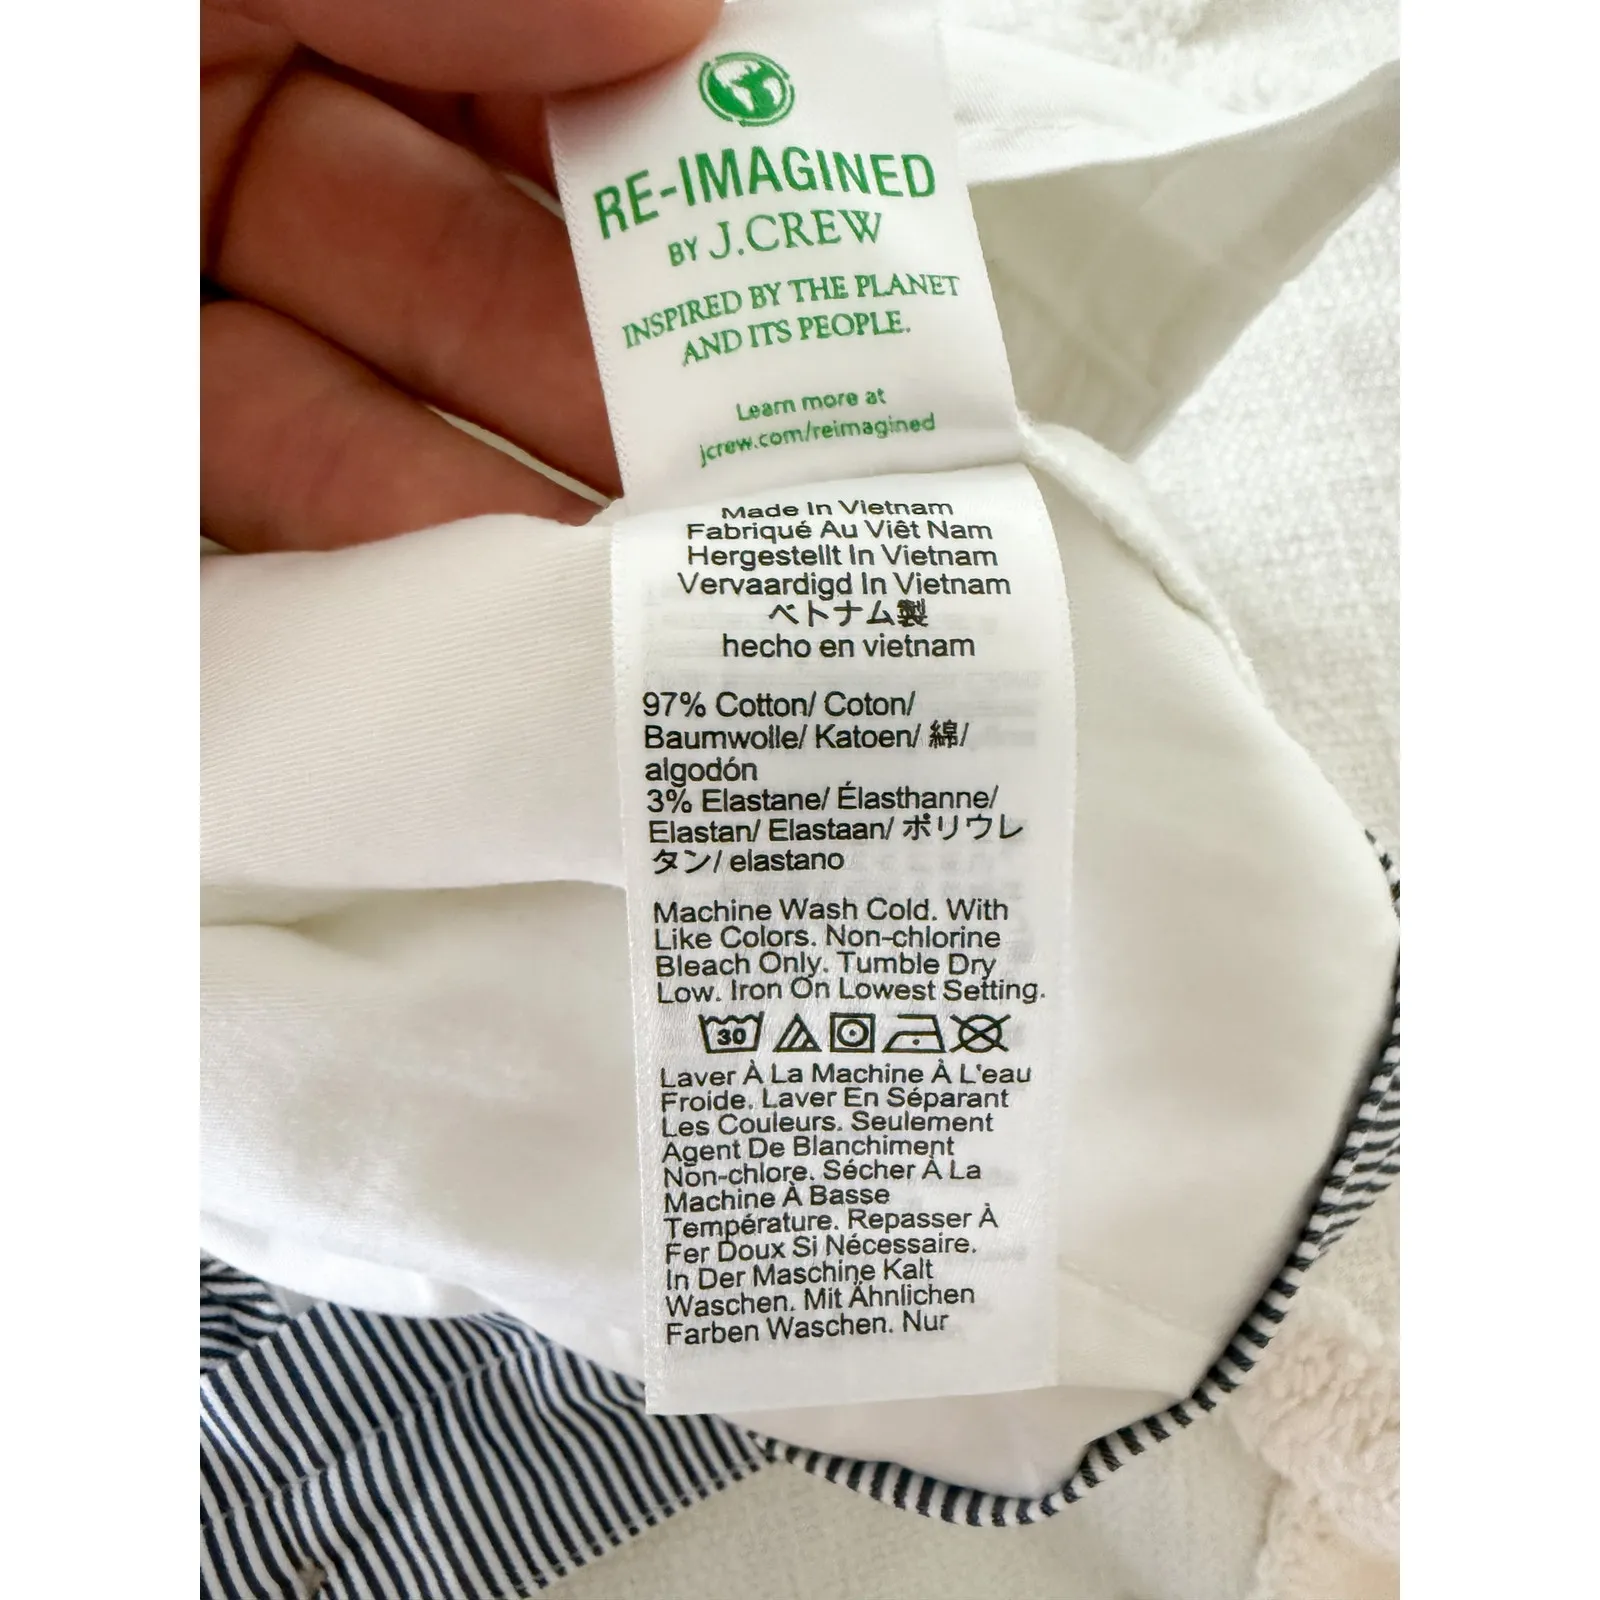 RE-IMAGINED
BY J.CREW
INSPIRED BY THE PLANET
AND ITS PEOPLE.
Learn more at
jcrew.com/reimagined
Made In Vietnam
Fabriqué Au Viêt Nam
Hergestellt In Vietnam
Vervaardigd In Vietnam
ベトナム製
hecho en vietnam
97% Cotton/ Coton/
Baumwolle/ Katoen/ 綿/
algodón
3% Elastane/ Élasthanne/
Elastan/ Elastaan/ ポリウレ
タン/ elastano
Machine Wash Cold. With
Like Colors. Non-chlorine
Bleach Only. Tumble Dry
Low. Iron On Lowest Setting.
30
Laver À La Machine À L'eau
Froide. Laver En Séparant
Les Couleurs. Seulement
Agent De Blanchiment
Non-chlore. Sécher À La
Machine À Basse
Température. Repasser À
Fer Doux Si Nécessaire.
In Der Maschine Kalt
Waschen. Mit Ähnlichen
Farben Waschen. Nur